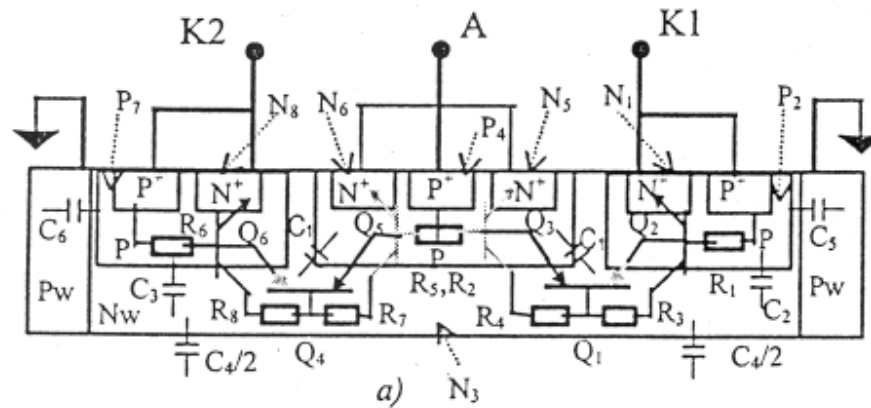 K2 A K1
P₇ N₈ N₆ P₄ N₅ N₁ P₂
P⁺ N⁺ N⁺ P⁺ N⁺ N⁺ P⁺
C₆ P R₆ Q₆ C₁ Q₅ P Q₃ C₁ Q₂ P C₅
Pw Nw C₃ R₈ R₇ R₅,R₂ R₄ R₃ R₁ C₂ Pw
C₄/2 Q₄ Q₁ C₄/2
a) N₃